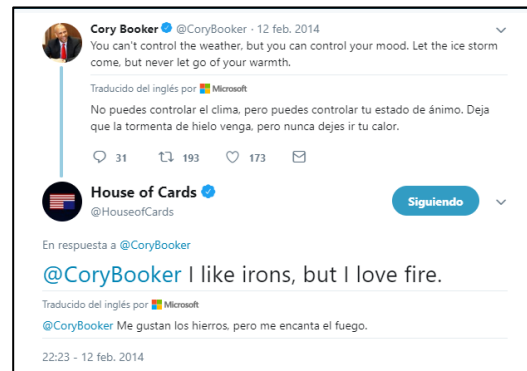 Cory Booker @CoryBooker · 12 feb. 2014
You can't control the weather, but you can control your mood. Let the ice storm
come, but never let go of your warmth.
Traducido del inglés por Microsoft
No puedes controlar el clima, pero puedes controlar tu estado de ánimo. Deja
que la tormenta de hielo venga, pero nunca dejes ir tu calor.
31 193 173
House of Cards
@HouseofCards
Siguiendo
En respuesta a @CoryBooker
@CoryBooker I like irons, but I love fire.
Traducido del inglés por Microsoft
@CoryBooker Me gustan los hierros, pero me encanta el fuego.
22:23 - 12 feb. 2014